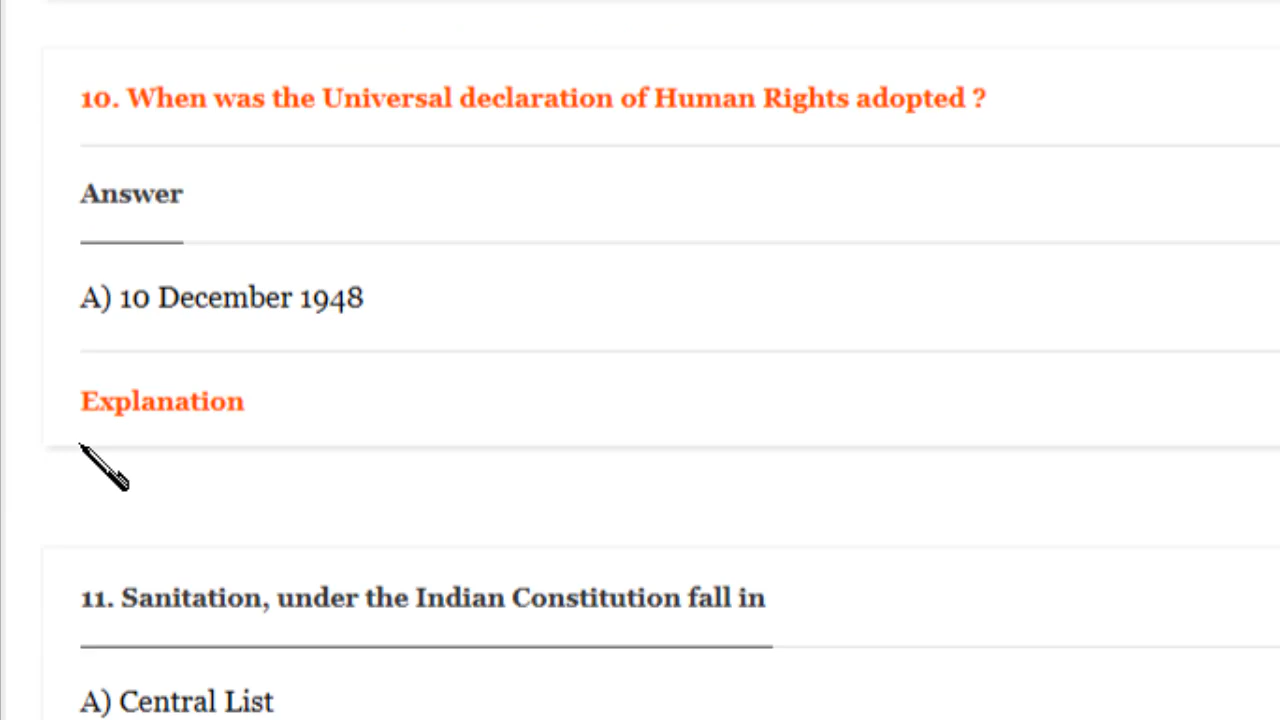 10. When was the Universal declaration of Human Rights adopted ?
Answer
A) 10 December 1948
Explanation
11. Sanitation, under the Indian Constitution fall in
A) Central List